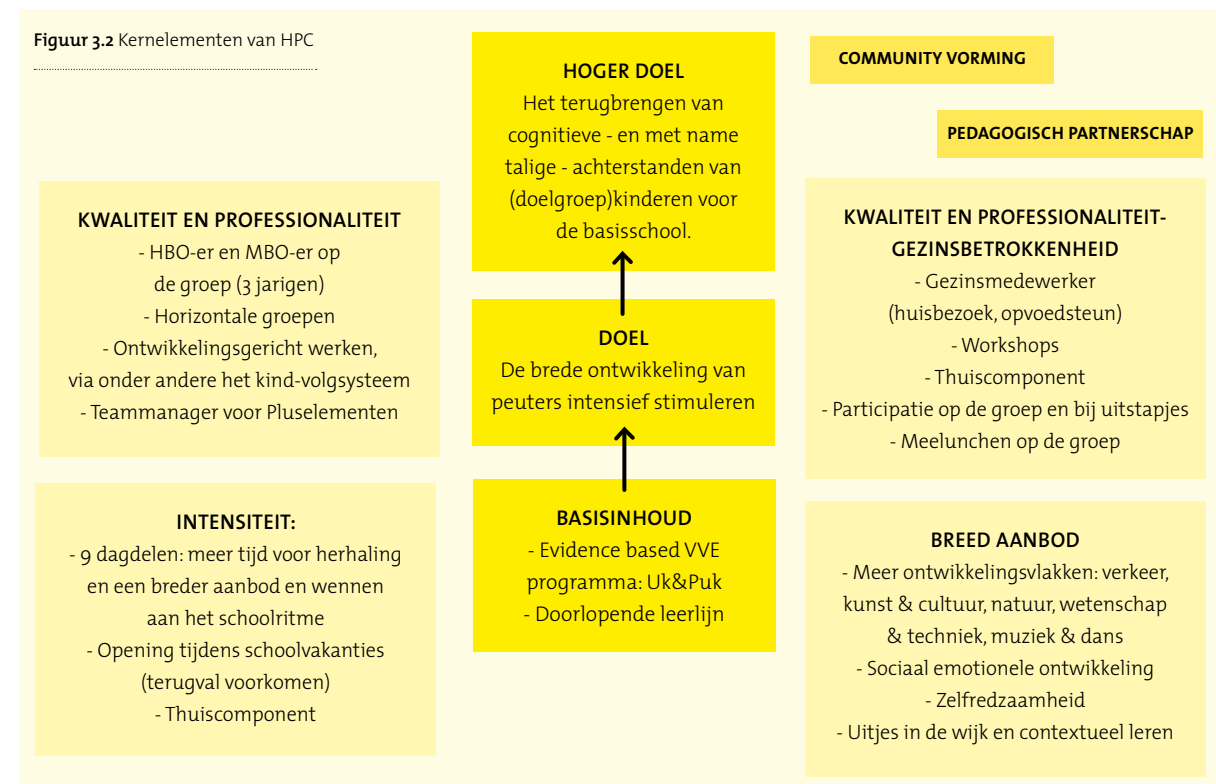 Figuur 3.2 Kernelementen van HPC
HOGER DOEL
Het terugbrengen van
cognitieve - en met name
talige - achterstanden van
(doelgroep)kinderen voor
de basisschool.
COMMUNITY VORMING
PEDAGOGISCH PARTNERSCHAP
KWALITEIT EN PROFESSIONALITEIT
- HBO-er en MBO-er op
de groep (3 jarigen)
- Horizontale groepen
- Ontwikkelingsgericht werken,
via onder andere het kind-volgsysteem
- Teammanager voor Pluselementen
DOEL
De brede ontwikkeling van
peuters intensief stimuleren
KWALITEIT EN PROFESSIONALITEIT-
GEZINSBETROKKENHEID
- Gezinsmedewerker
(huisbezoek, opvoedsteun)
- Workshops
- Thuiscomponent
- Participatie op de groep en bij uitstapjes
- Meelunchen op de groep
INTENSITEIT:
- 9 dagdelen: meer tijd voor herhaling
en een breder aanbod en wennen
aan het schoolritme
- Opening tijdens schoolvakanties
(terugval voorkomen)
- Thuiscomponent
BASISINHOUD
- Evidence based VVE
programma: Uk&Puk
- Doorlopende leerlijn
BREED AANBOD
- Meer ontwikkelingsvlakken: verkeer,
kunst & cultuur, natuur, wetenschap
& techniek, muziek & dans
- Sociaal emotionele ontwikkeling
- Zelfredzaamheid
- Uitjes in de wijk en contextueel leren